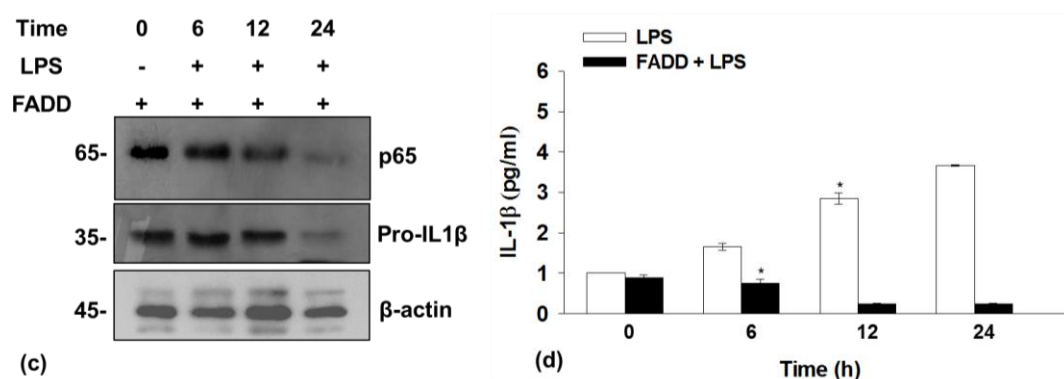 Time 0 6 12 24
LPS - + + +
FADD + + + +
65- p65
35- Pro-IL1β
45- β-actin
(c)
LPS
FADD + LPS
6
5
4
3
2
1
0
IL-1β (pg/ml)
*
*
0 6 12 24
Time (h)
(d)